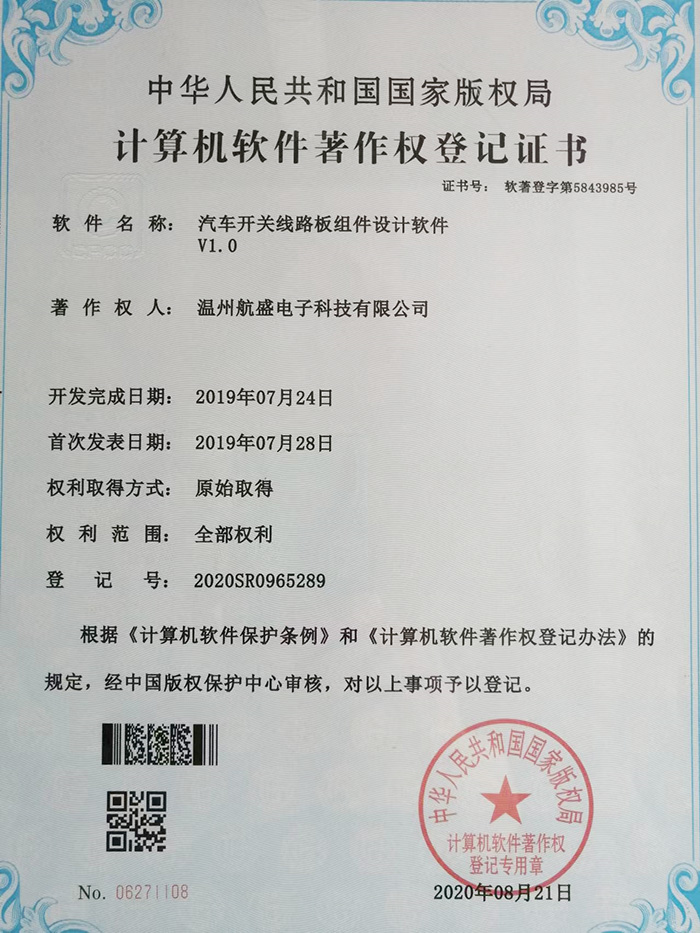 中华人民共和国国家版权局
计算机软件著作权登记证书
证书号： 软著登字第5843985号
软件名称： 汽车开关线路板组件设计软件
V1.0
著作权人： 温州航盛电子科技有限公司
开发完成日期： 2019年07月24日
首次发表日期： 2019年07月28日
权利取得方式： 原始取得
权利范围： 全部权利
登记号： 2020SR0965289
根据《计算机软件保护条例》和《计算机软件著作权登记办法》的
规定，经中国版权保护中心审核，对以上事项予以登记。
中华人民共和国国家版权局
计算机软件著作权
登记专用章
No. 06271108
2020年08月21日